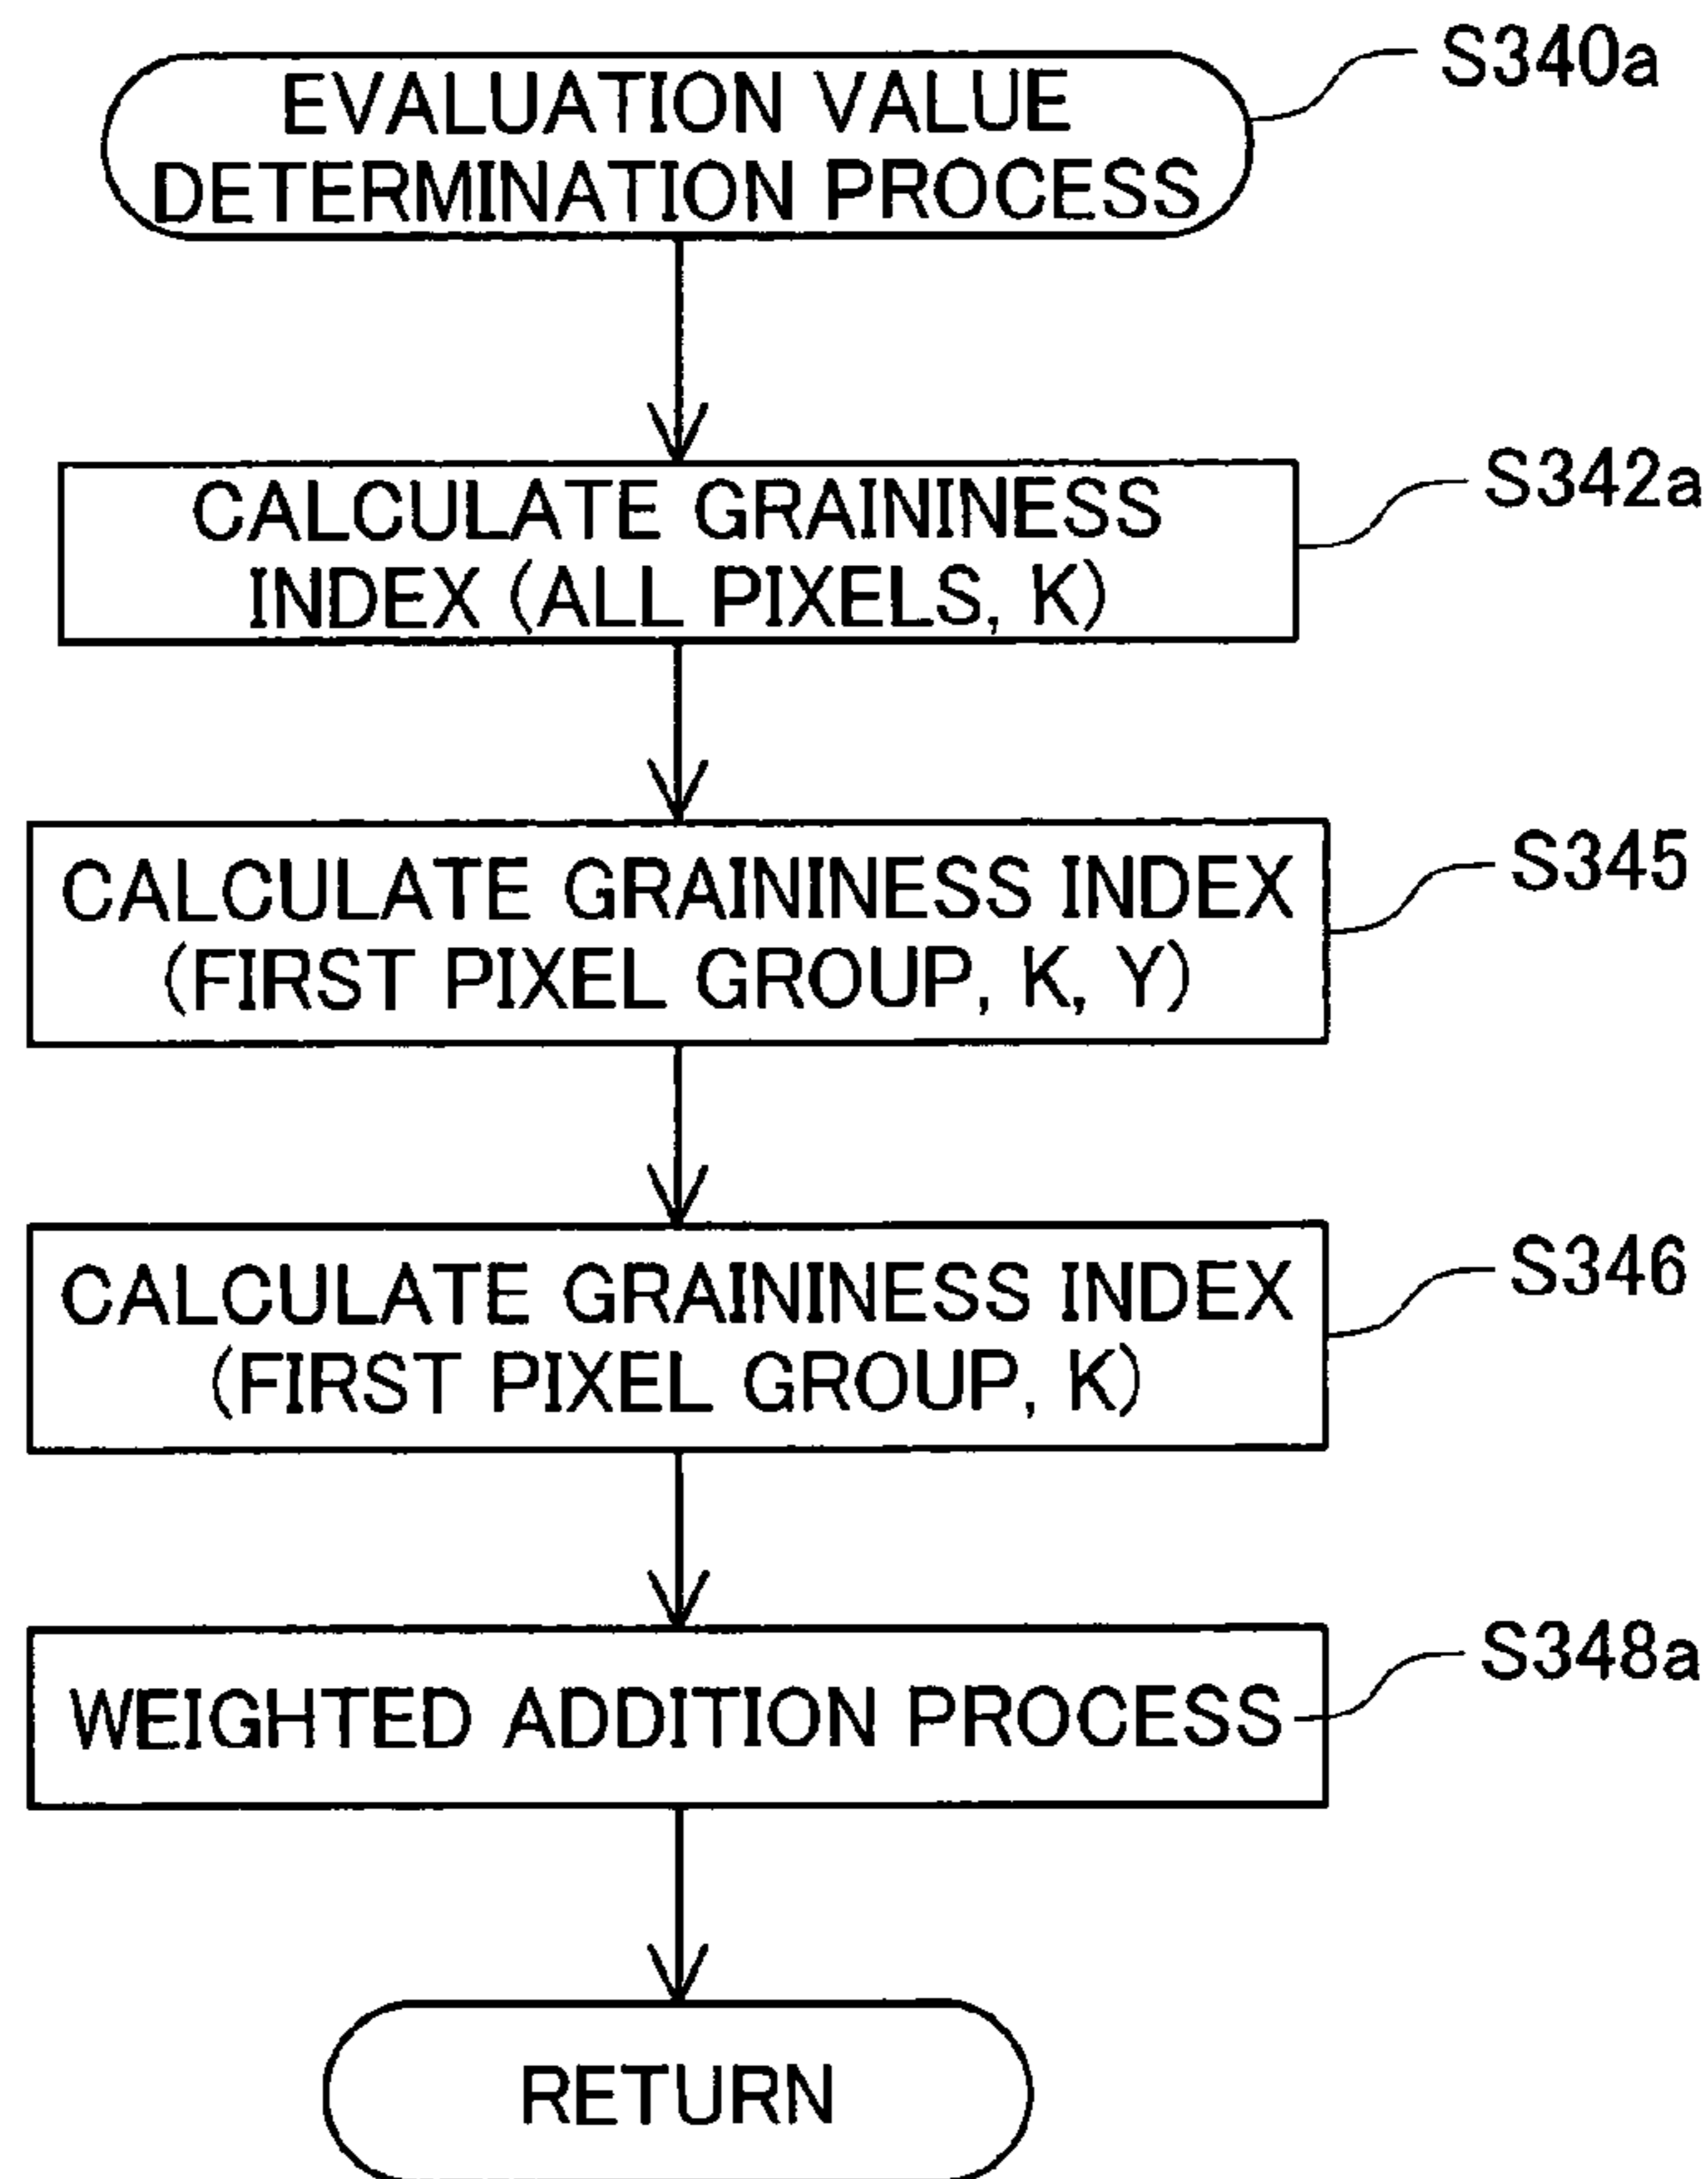 S340a
EVALUATION VALUE
DETERMINATION PROCESS
S342a
CALCULATE GRAININESS
INDEX (ALL PIXELS, K)
S345
CALCULATE GRAININESS INDEX
(FIRST PIXEL GROUP, K, Y)
S346
CALCULATE GRAININESS INDEX
(FIRST PIXEL GROUP, K)
S348a
WEIGHTED ADDITION PROCESS
RETURN